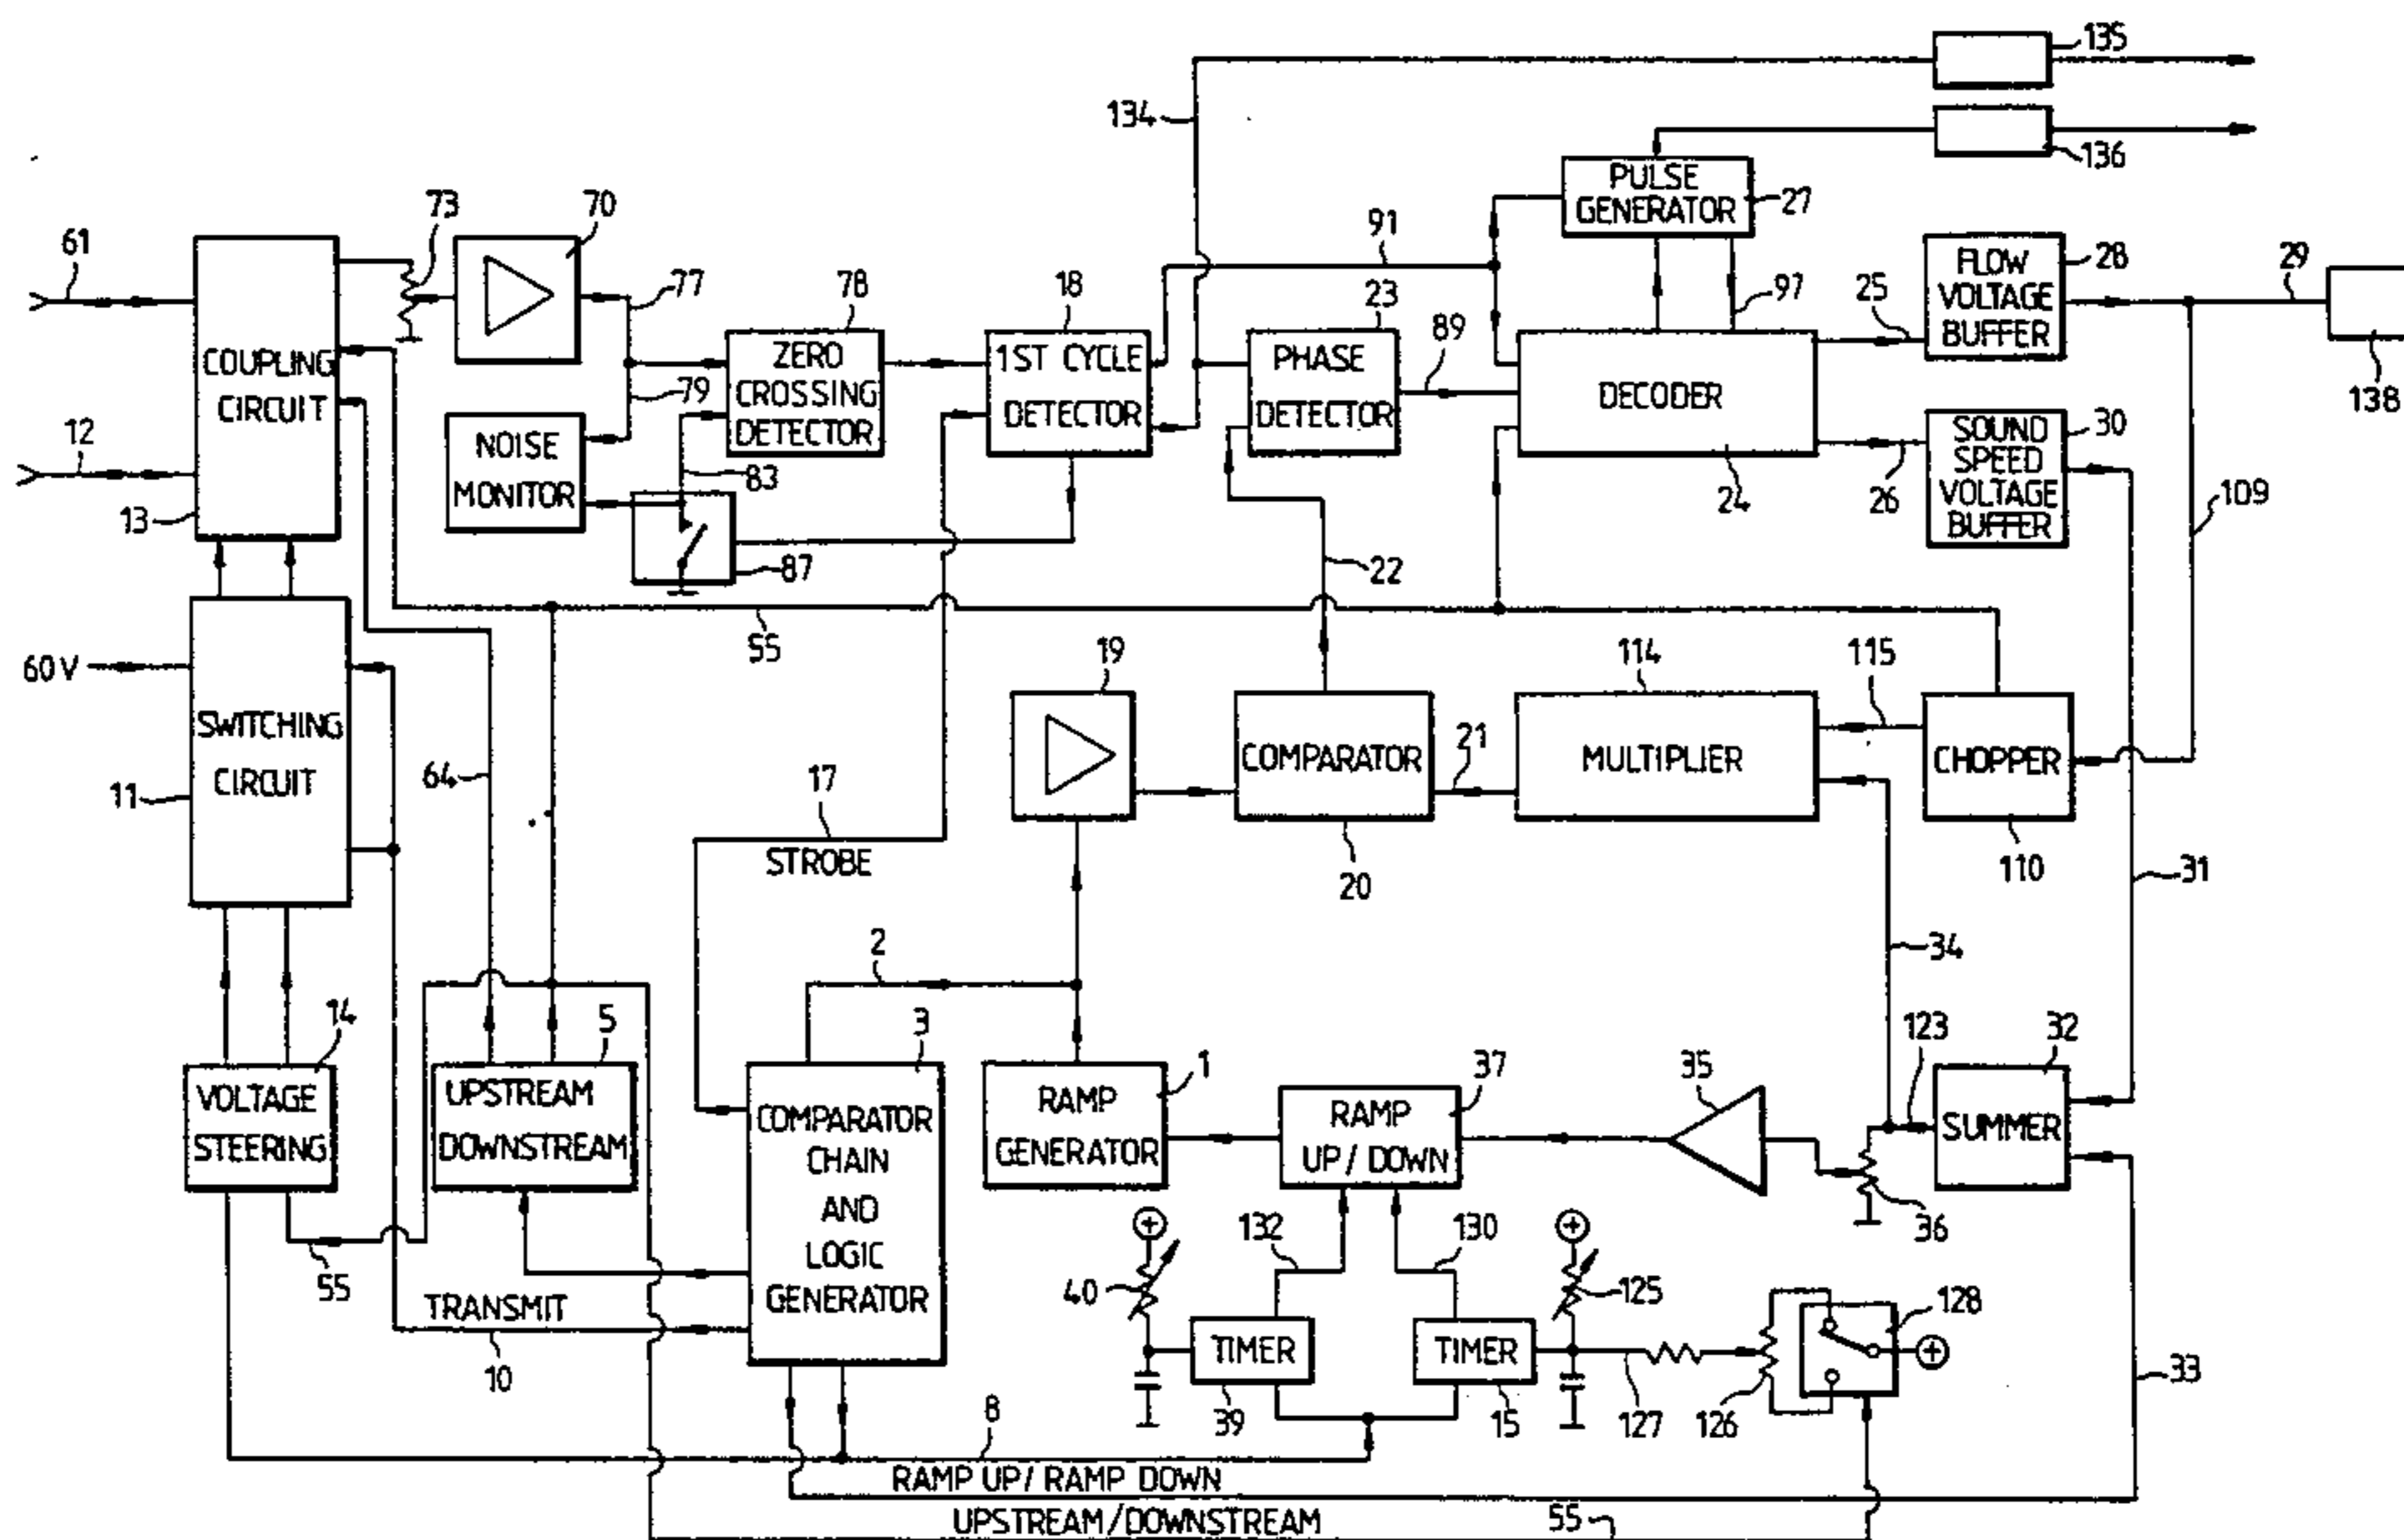 135
134
136
PULSE
GENERATOR
27
73
70
91
61
77
78
18
23
89
97
25
FLOW
VOLTAGE
BUFFER
28
29
138
COUPLING
CIRCUIT
79
ZERO
CROSSING
DETECTOR
1ST CYCLE
DETECTOR
PHASE
DETECTOR
DECODER
12
NOISE
MONITOR
SOUND
SPEED
VOLTAGE
BUFFER
30
83
24
26
109
13
87
22
55
60 V
19
114
115
SWITCHING
CIRCUIT
64
COMPARATOR
21
MULTIPLIER
CHOPPER
11
17
STROBE
20
110
31
2
34
14
5
3
1
37
35
123
32
VOLTAGE
STEERING
UPSTREAM
DOWNSTREAM
COMPARATOR
CHAIN
AND
LOGIC
GENERATOR
RAMP
GENERATOR
RAMP
UP/ DOWN
SUMMER
36
132
130
55
40
125
128
TRANSMIT
TIMER
TIMER
10
39
15
127
126
33
8
RAMP UP/ RAMP DOWN
UPSTREAM/DOWNSTREAM
55